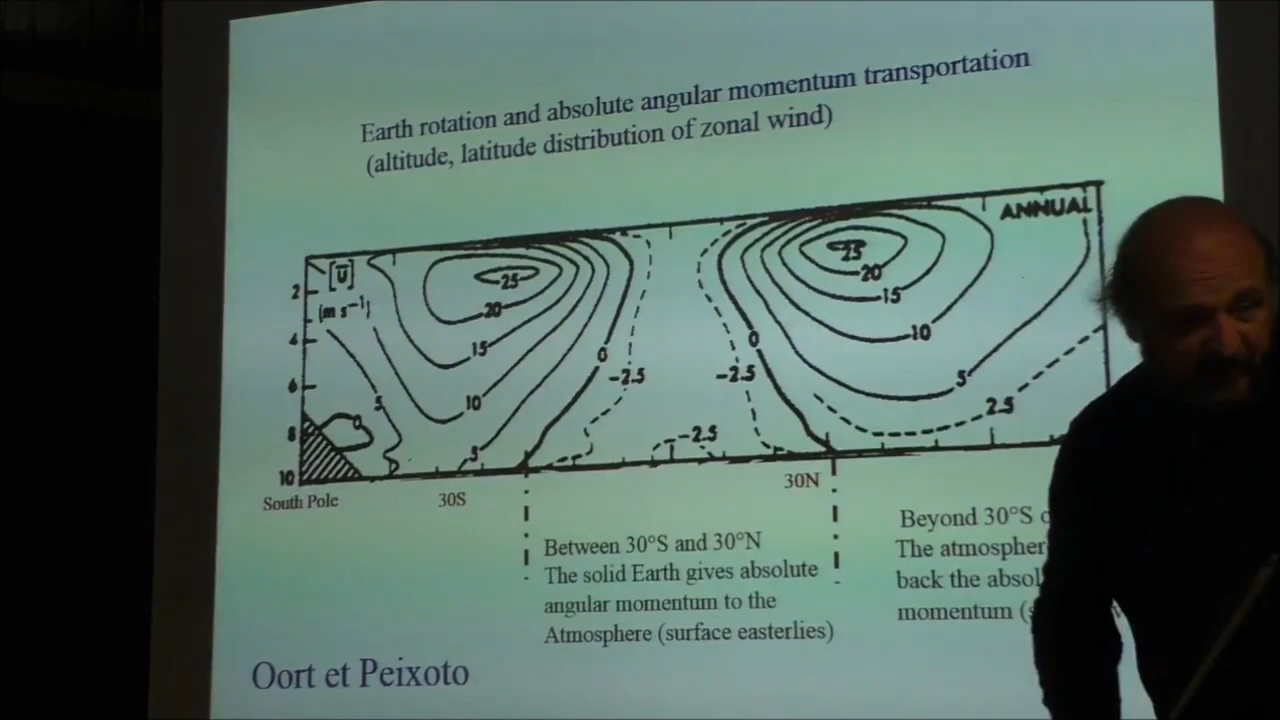 Earth rotation and absolute angular momentum transportation
(altitude, latitude distribution of zonal wind)
ANNUAL
[u̅]
(m s⁻¹)
2
4
6
8
10
25
20
15
10
5
5
0
0
-2.5
-2.5
-2.5
0
25
20
15
10
5
2.5
South Pole
30S
30N
Between 30°S and 30°N
The solid Earth gives absolute
angular momentum to the
Atmosphere (surface easterlies)
Beyond 30°S
The
back the
momentum
Oort et Peixoto